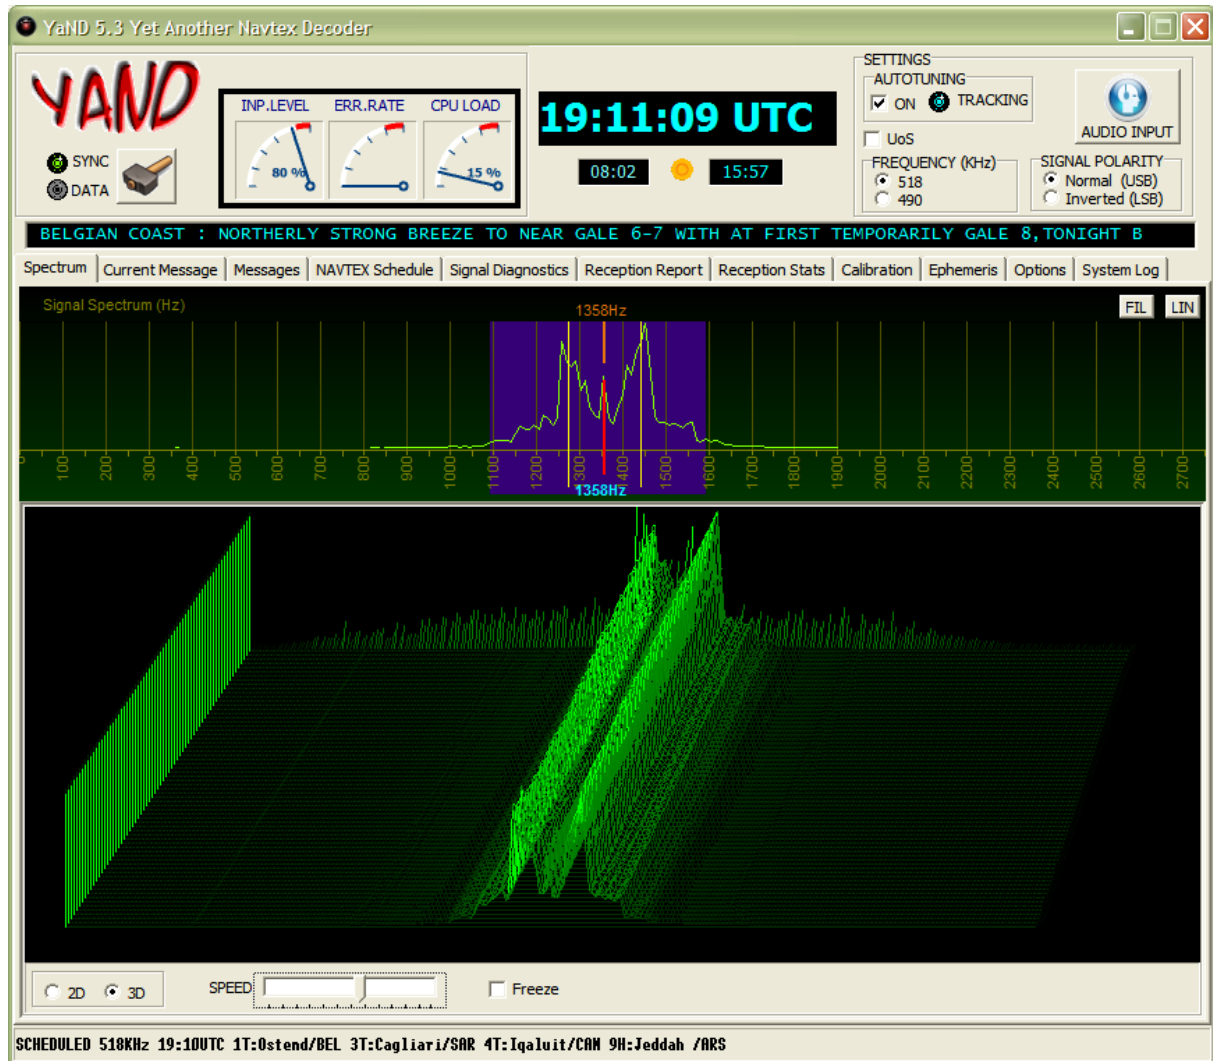 YaND 5.3 Yet Another Navtex Decoder
YAND
SYNC
DATA
INP.LEVEL ERR.RATE CPU LOAD
80 % 15 %
19:11:09 UTC
08:02 15:57
SETTINGS
AUTOTUNING
ON TRACKING
UoS
FREQUENCY (KHz)
518
490
AUDIO INPUT
SIGNAL POLARITY
Normal (USB)
Inverted (LSB)
BELGIAN COAST : NORTHERLY STRONG BREEZE TO NEAR GALE 6-7 WITH AT FIRST TEMPORARILY GALE 8,TONIGHT B
Spectrum Current Message Messages NAVTEX Schedule Signal Diagnostics Reception Report Reception Stats Calibration Ephemeris Options System Log
Signal Spectrum (Hz) 1358Hz FIL LIN
0 100 200 300 400 500 600 700 800 900 1000 1100 1200 1300 1400 1500 1600 1700 1800 1900 2000 2100 2200 2300 2400 2500 2600 2700
1358Hz
2D 3D SPEED Freeze
SCHEDULED 518KHz 19:10UTC 1T:Ostend/BEL 3T:Cagliari/SAR 4T:Iqaluit/CAN 9H:Jeddah /ARS